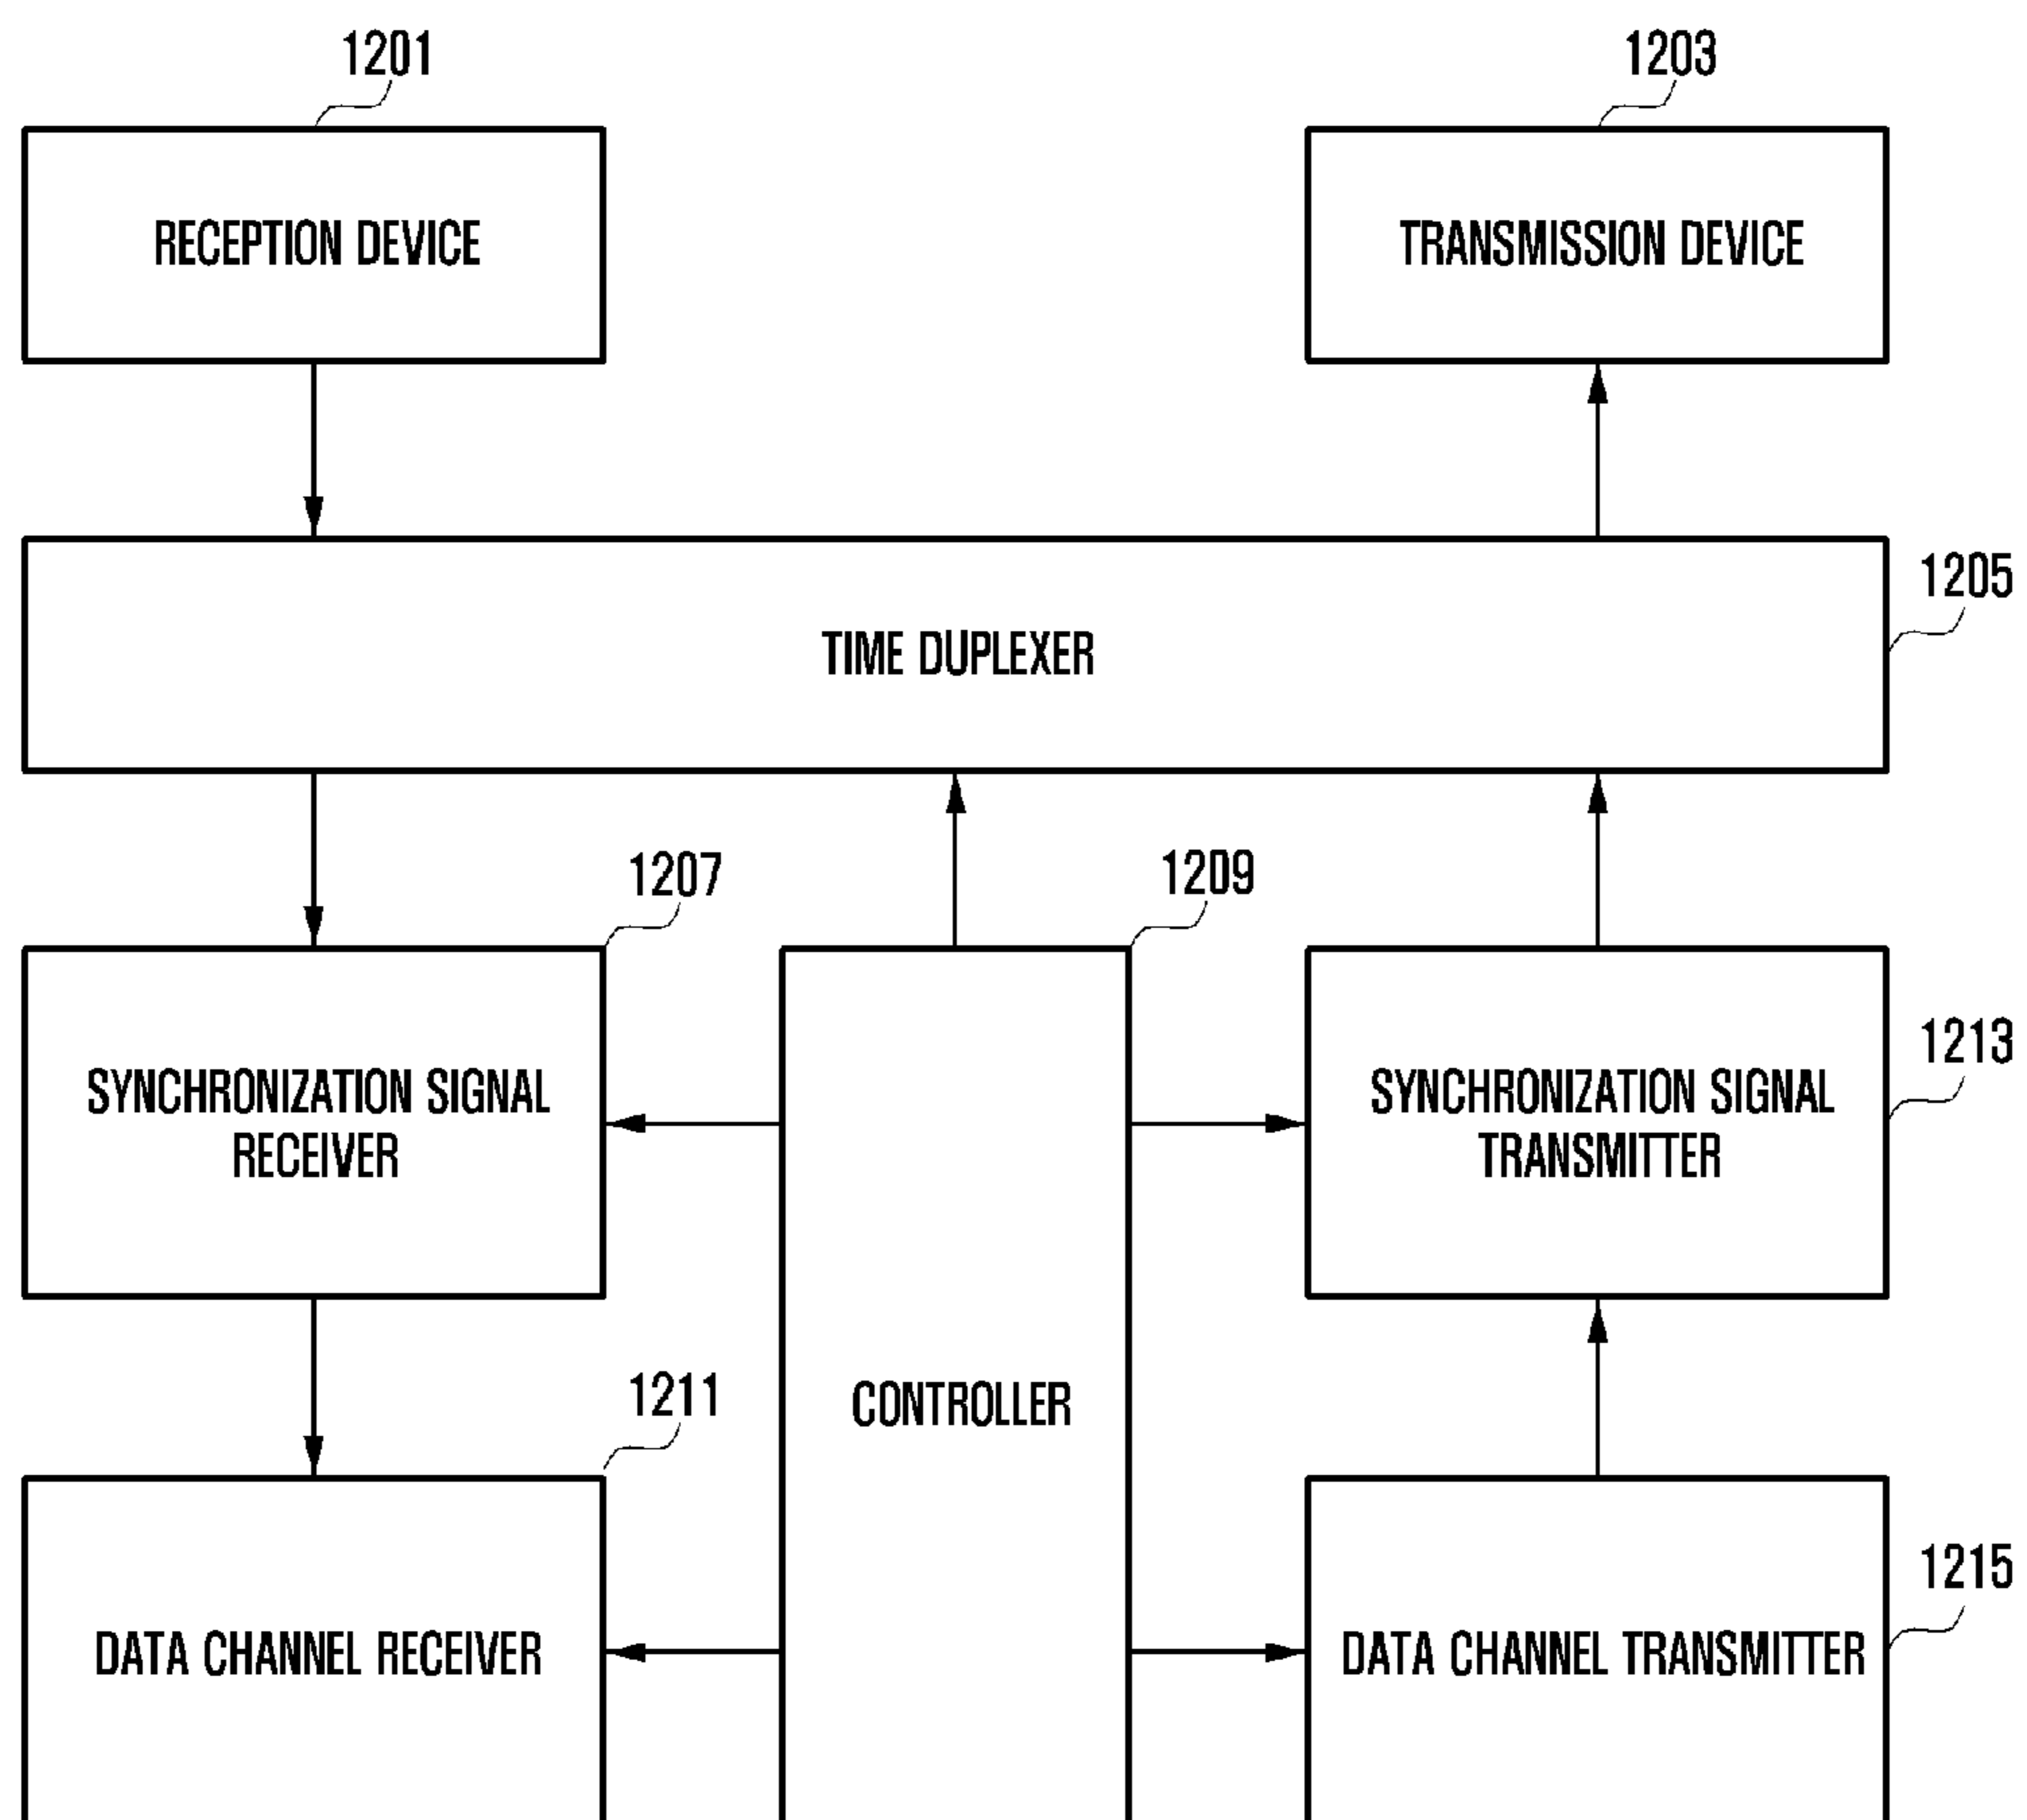 1201
1203
RECEPTION DEVICE
TRANSMISSION DEVICE
1205
TIME DUPLEXER
1207
1209
SYNCHRONIZATION SIGNAL
RECEIVER
1213
SYNCHRONIZATION SIGNAL
TRANSMITTER
1211
CONTROLLER
1215
DATA CHANNEL RECEIVER
DATA CHANNEL TRANSMITTER